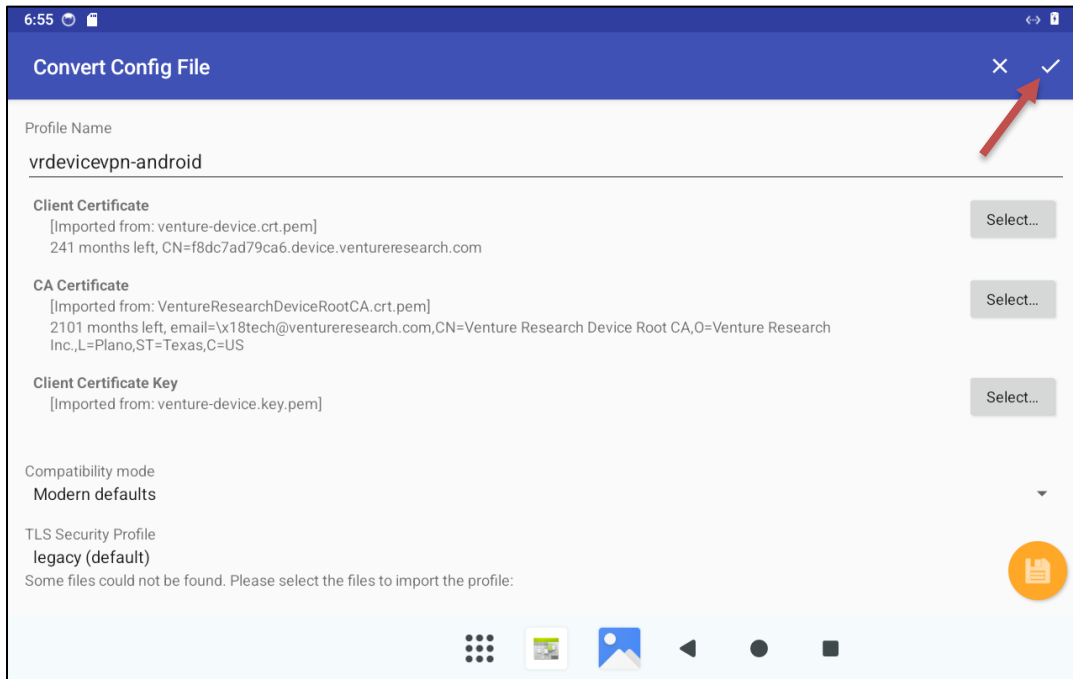 6:55
Convert Config File
Profile Name
vrdevicevpn-android
Client Certificate
[Imported from: venture-device.crt.pem]
241 months left, CN=f8dc7ad79ca6.device.ventureresearch.com
Select...
CA Certificate
[Imported from: VentureResearchDeviceRootCA.crt.pem]
2101 months left, email=\x18tech@ventureresearch.com,CN=Venture Research Device Root CA,O=Venture Research
Inc.,L=Plano,ST=Texas,C=US
Select...
Client Certificate Key
[Imported from: venture-device.key.pem]
Select...
Compatibility mode
Modern defaults
TLS Security Profile
legacy (default)
Some files could not be found. Please select the files to import the profile: